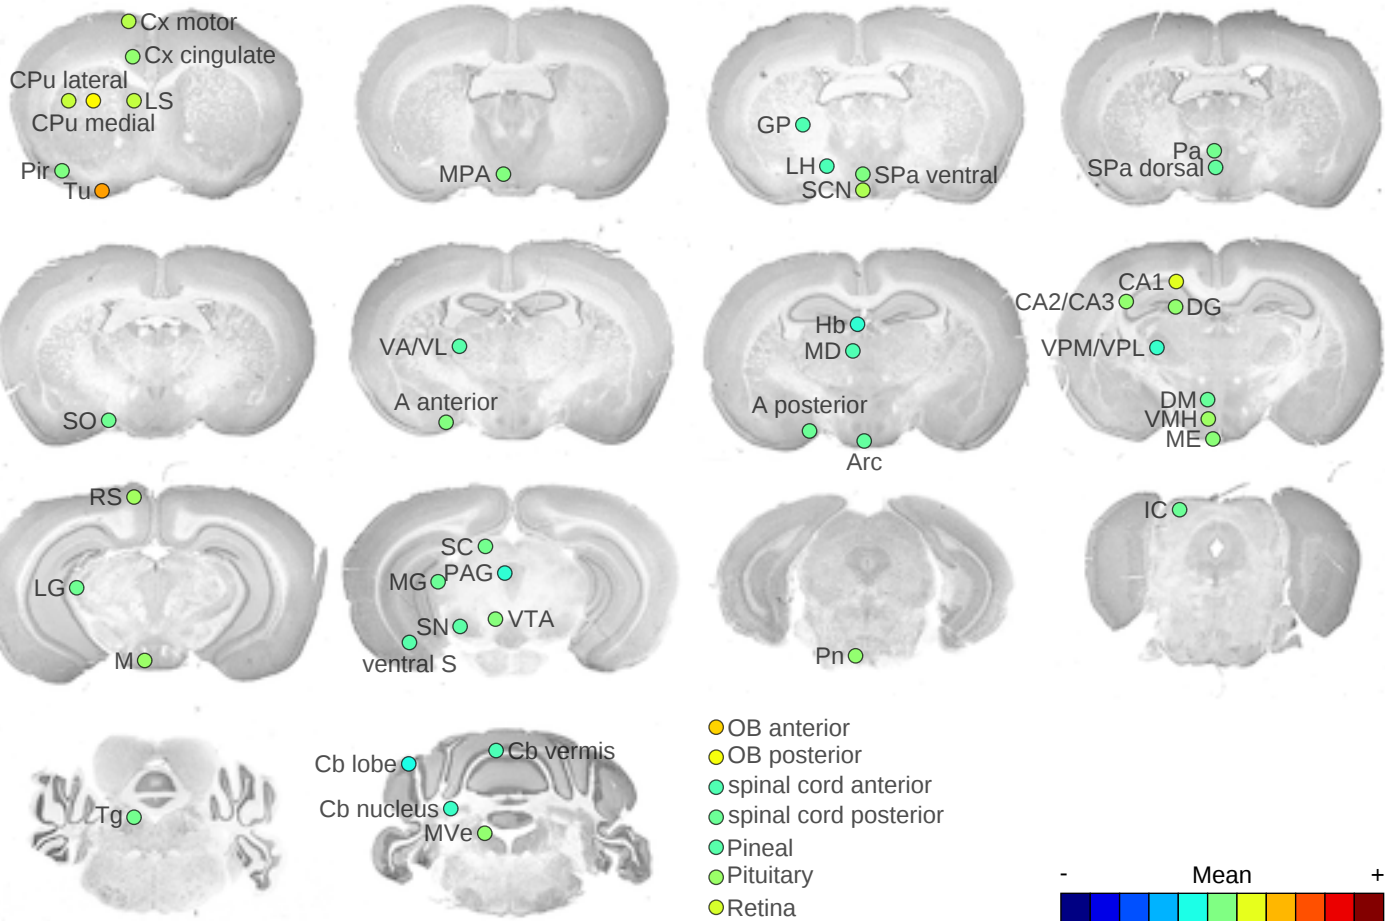 Cx motor
Cx cingulate
CPu lateral
LS
CPu medial
Pir
Tu
MPA
GP
LH
SPa ventral
SCN
Pa
SPa dorsal
SO
VA/VL
A anterior
Hb
MD
A posterior
Arc
CA1
CA2/CA3
DG
VPM/VPL
DM
VMH
ME
RS
LG
M
SC
PAG
MG
VTA
SN
ventral S
Pn
IC
Tg
Cb vermis
Cb lobe
Cb nucleus
MVe
OB anterior
OB posterior
spinal cord anterior
spinal cord posterior
Pineal
Pituitary
Retina
- Mean +